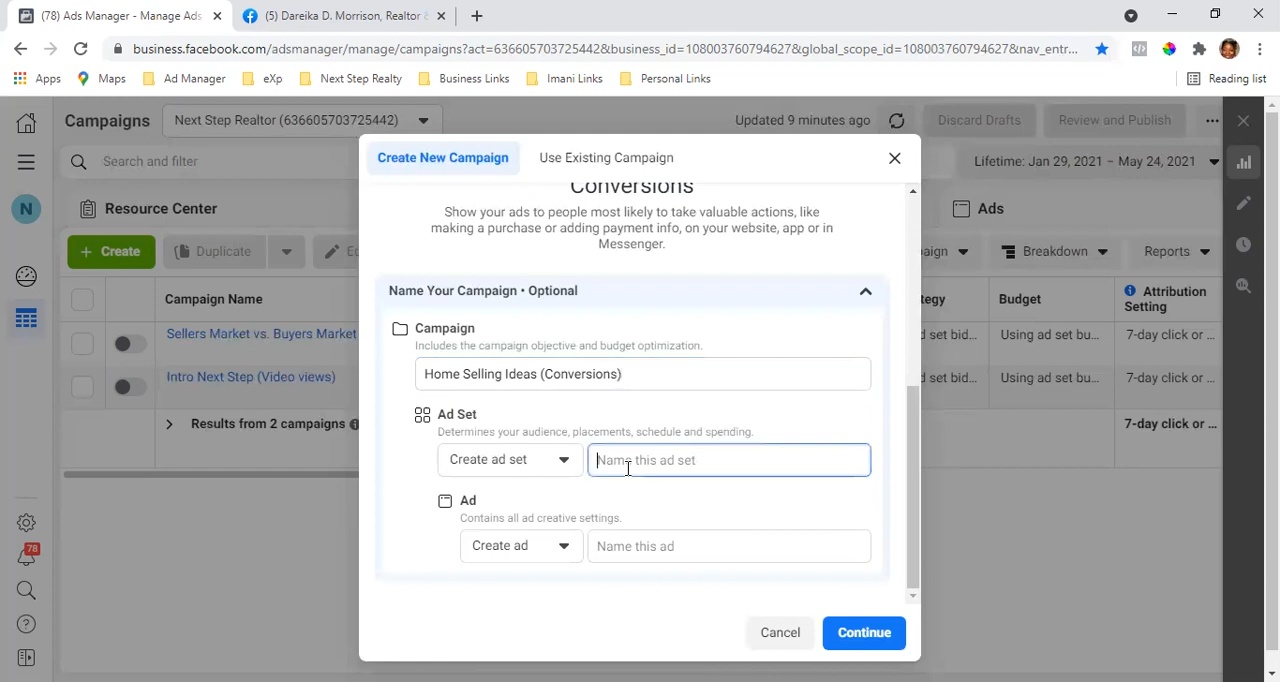 (78) Ads Manager - Manage Ads
(5) Dareika D. Morrison, Realtor
business.facebook.com/adsmanager/manage/campaigns?act=636605703725442&business_id=108003760794627&global_scope_id=108003760794627&nav_entr...
Apps
Maps
Ad Manager
eXp
Next Step Realty
Business Links
Imani Links
Personal Links
Reading list
Campaigns
Next Step Realtor (636605703725442)
Updated 9 minutes ago
Discard Drafts
Review and Publish
Search and filter
Lifetime: Jan 29, 2021 – May 24, 2021
N
Resource Center
Ads
+ Create
Duplicate
Breakdown
Reports
Campaign Name
Budget
Attribution
Setting
Sellers Market vs. Buyers Market
Using ad set bu...
7-day click or ...
Intro Next Step (Video views)
Using ad set bu...
7-day click or ...
Results from 2 campaigns
7-day click or ...
78
Create New Campaign
Use Existing Campaign
Conversions
Show your ads to people most likely to take valuable actions, like
making a purchase or adding payment info, on your website, app or in
Messenger.
Name Your Campaign • Optional
Campaign
Includes the campaign objective and budget optimization.
Home Selling Ideas (Conversions)
Ad Set
Determines your audience, placements, schedule and spending.
Create ad set
Name this ad set
Ad
Contains all ad creative settings.
Create ad
Name this ad
Cancel
Continue